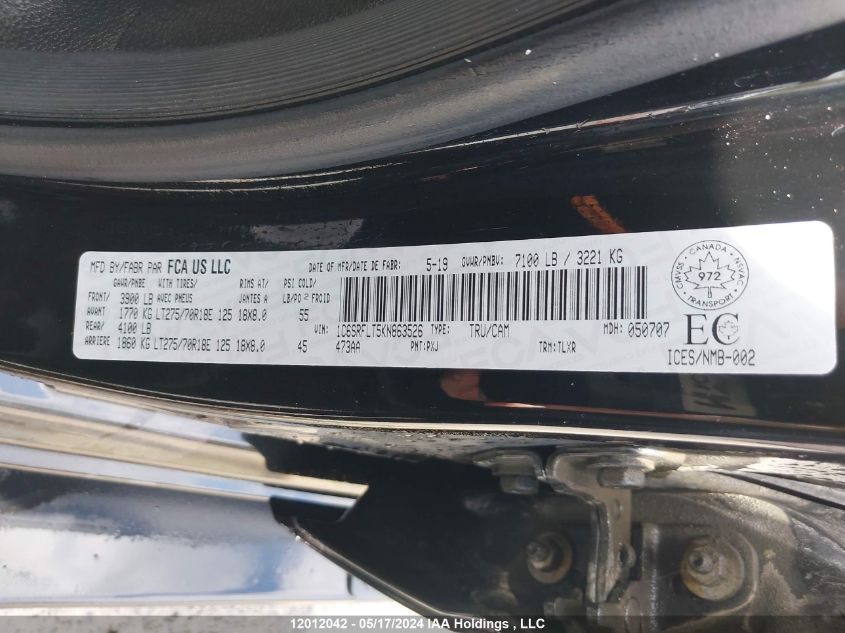 MFD BY/FABR PAR FCA US LLC
DATE OF MFR/DATE DE FABR: 5-19
GVWR/PNBV: 7100 LB / 3221 KG
GAWR/PNBE WITH TIRES/ RIMS AT/ PSI COLD/
AVEC PNEUS JANTES A LB/PO2 FROID
FRONT/ 3900 LB
AVANT 1770 KG LT275/70R18E 125 18X8.0 55
REAR/ 4100 LB
ARRIERE 1860 KG LT275/70R18E 125 18X8.0 45
VIN: 1C6SRFLT5KN863526 TYPE: TRU/CAM MDH: 050707
473AA PNT:PXJ TRM:TLXR
CANADA
CMVSS NVAC
972
TRANSPORT
EC
ICES/NMB-002
12012042 - 05/17/2024 IAA Holdings , LLC